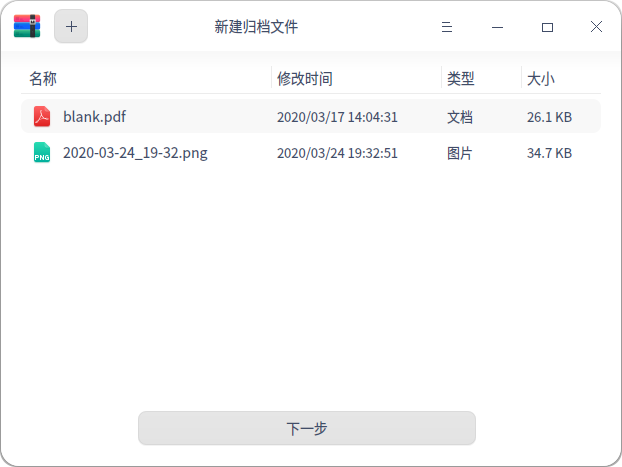 新建归档文件
名称 修改时间 类型 大小
blank.pdf 2020/03/17 14:04:31 文档 26.1 KB
PNG 2020-03-24_19-32.png 2020/03/24 19:32:51 图片 34.7 KB
下一步